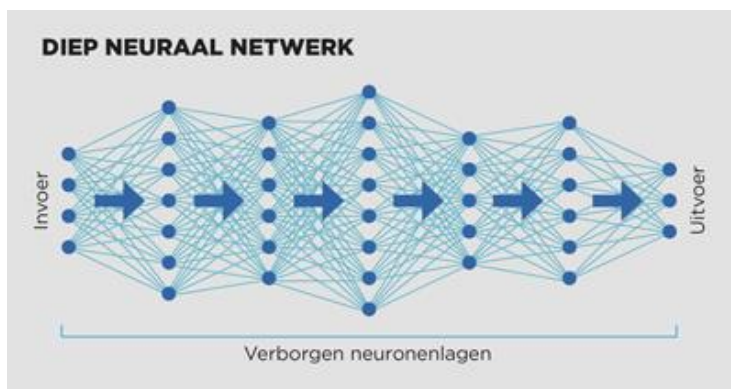 DIEP NEURAAL NETWERK
Invoer
Uitvoer
Verborgen neuronenlagen